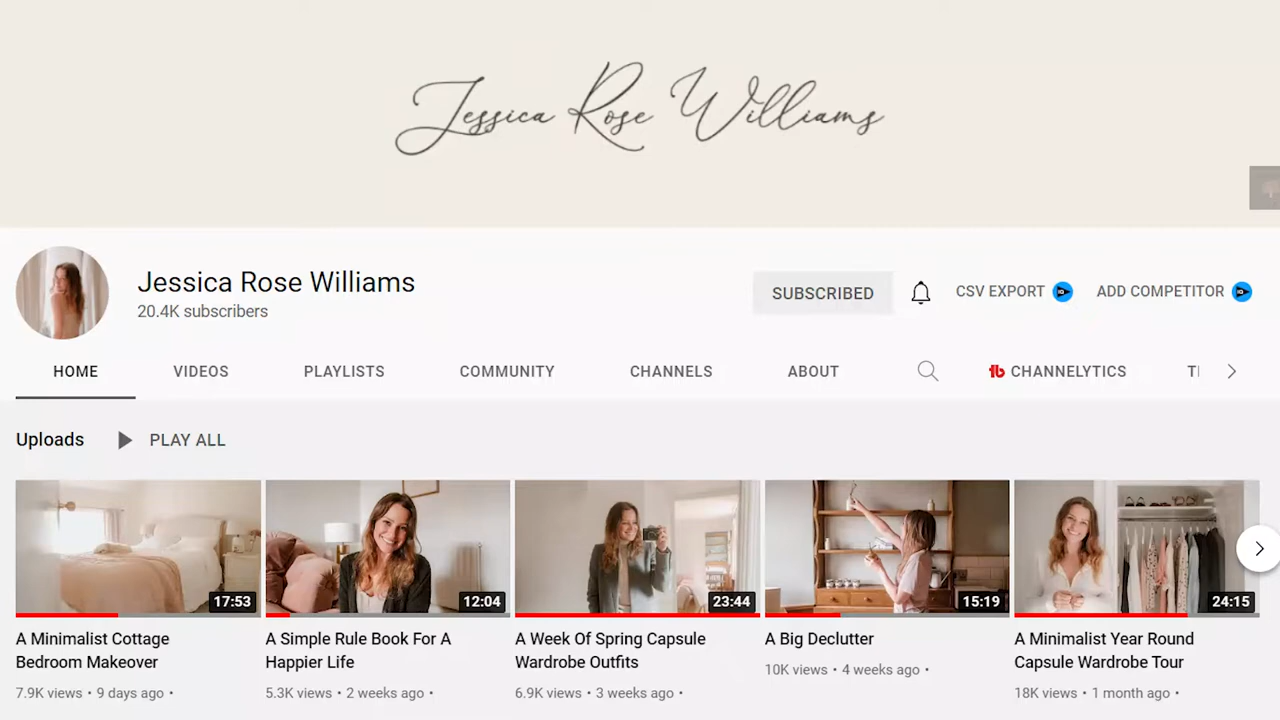 Jessica Rose Williams
Jessica Rose Williams
20.4K subscribers
SUBSCRIBED
CSV EXPORT
ADD COMPETITOR
HOME
VIDEOS
PLAYLISTS
COMMUNITY
CHANNELS
ABOUT
CHANNELYTICS
Uploads
PLAY ALL
17:53
A Minimalist Cottage
Bedroom Makeover
7.9K views • 9 days ago •
12:04
A Simple Rule Book For A
Happier Life
5.3K views • 2 weeks ago •
23:44
A Week Of Spring Capsule
Wardrobe Outfits
6.9K views • 3 weeks ago •
15:19
A Big Declutter
10K views • 4 weeks ago •
24:15
A Minimalist Year Round
Capsule Wardrobe Tour
18K views • 1 month ago •